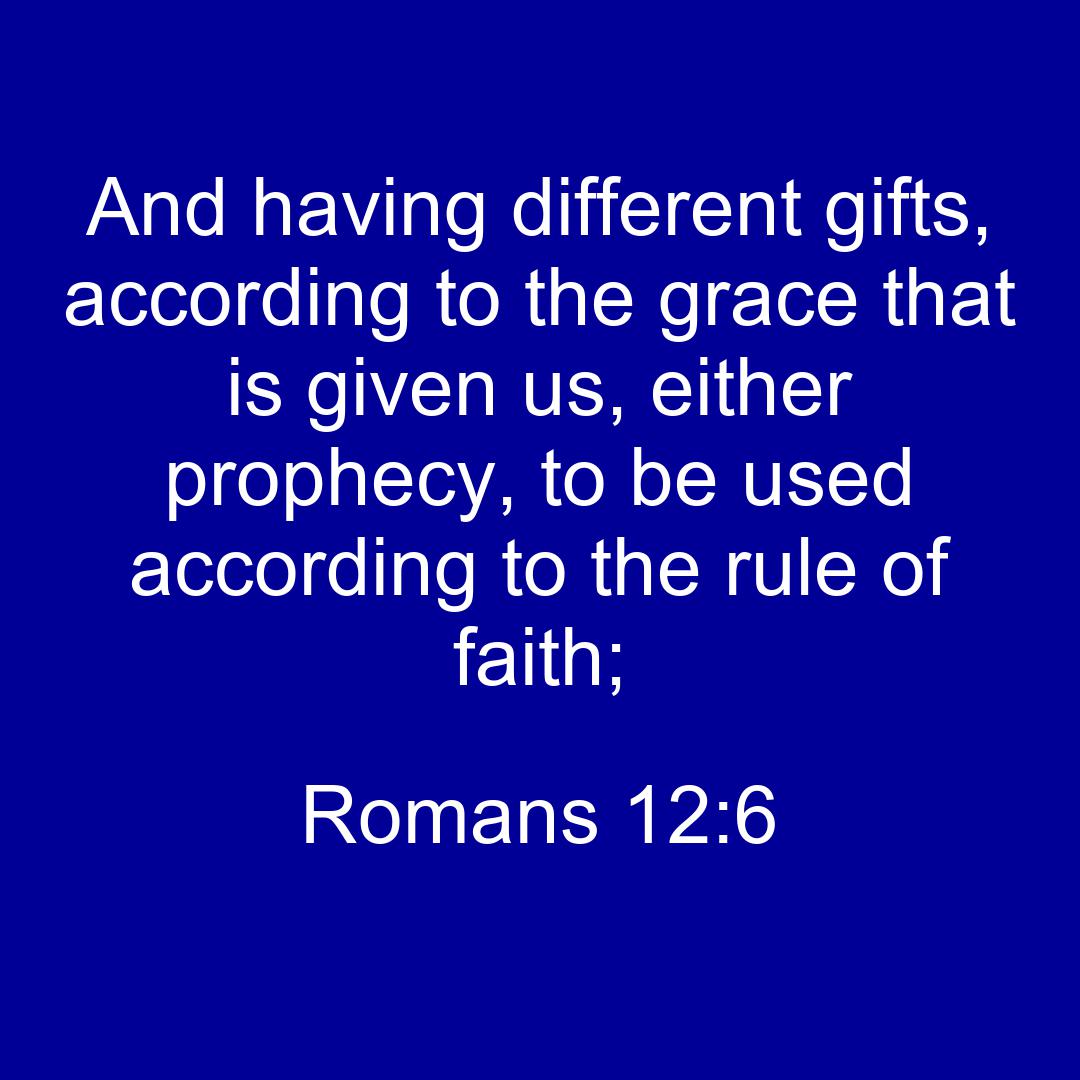 And having different gifts,
according to the grace that
is given us, either
prophecy, to be used
according to the rule of
faith;
Romans 12:6